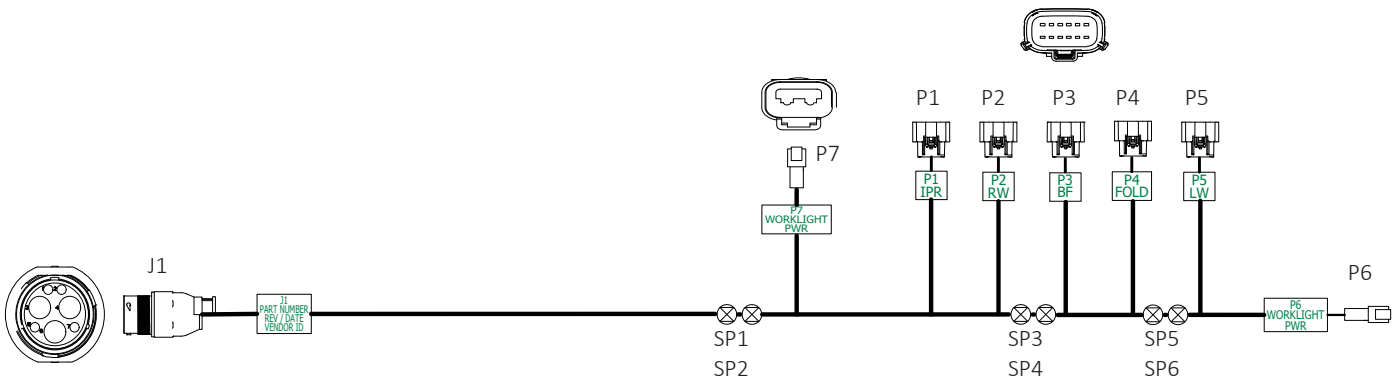 P1
P2
P3
P4
P5
P7
P1
IPR
P2
RW
P3
BF
P4
FOLD
P5
LW
P7
WORKLIGHT
PWR
J1
J1
PART NUMBER
REV / DATE
VENDOR ID
P6
P6
WORKLIGHT
PWR
SP1
SP2
SP3
SP4
SP5
SP6